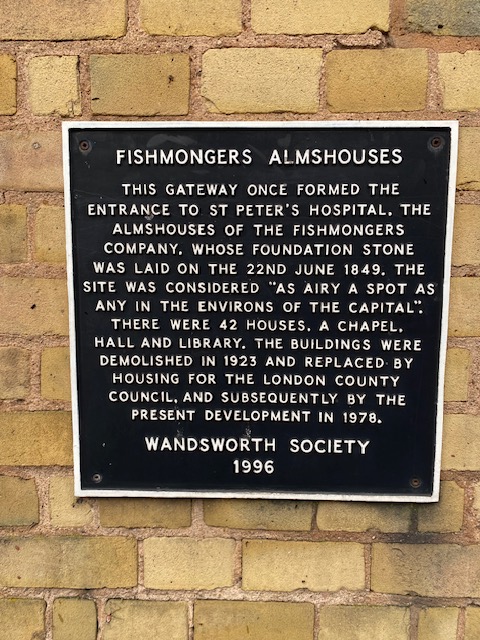 FISHMONGERS ALMSHOUSES
THIS GATEWAY ONCE FORMED THE
ENTRANCE TO ST PETER'S HOSPITAL, THE
ALMSHOUSES OF THE FISHMONGERS
COMPANY, WHOSE FOUNDATION STONE
WAS LAID ON THE 22ND JUNE 1849. THE
SITE WAS CONSIDERED "AS AIRY A SPOT AS
ANY IN THE ENVIRONS OF THE CAPITAL".
THERE WERE 42 HOUSES, A CHAPEL,
HALL AND LIBRARY. THE BUILDINGS WERE
DEMOLISHED IN 1923 AND REPLACED BY
HOUSING FOR THE LONDON COUNTY
COUNCIL, AND SUBSEQUENTLY BY THE
PRESENT DEVELOPMENT IN 1978.
WANDSWORTH SOCIETY
1996